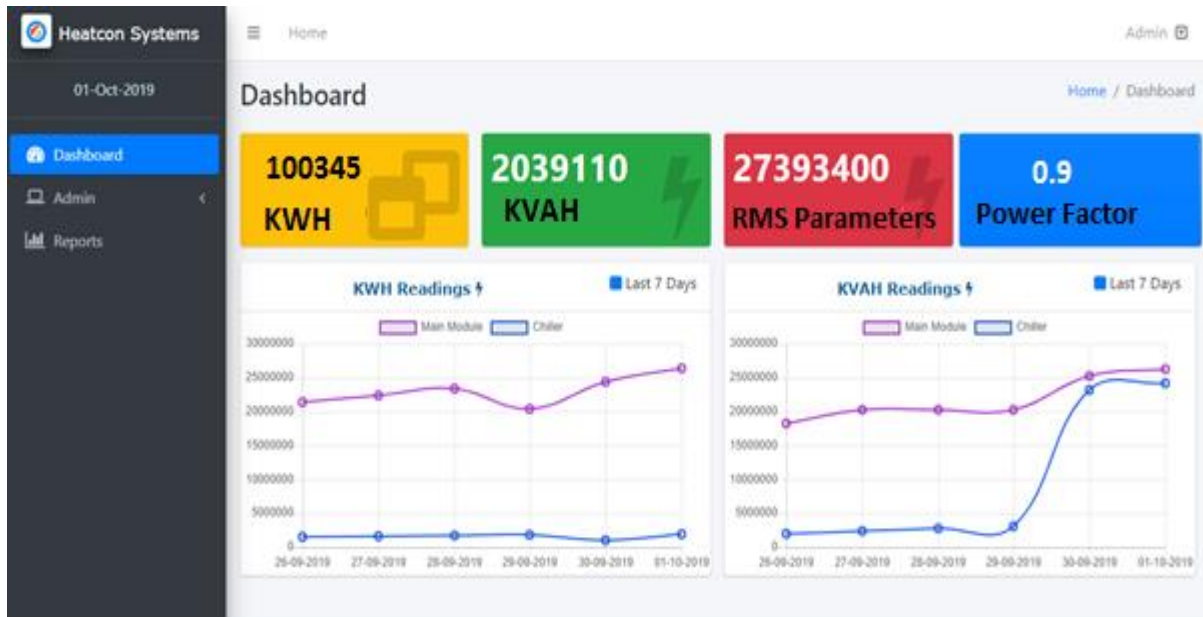 Heatcon Systems
Home
Admin
01-Oct-2019
Dashboard
Home / Dashboard
Dashboard
Admin
Reports
100345
KWH
2039110
KVAH
27393400
RMS Parameters
0.9
Power Factor
KWH Readings
Last 7 Days
Main Module Chiller
30000000
25000000
20000000
15000000
10000000
5000000
0
26-09-2019 27-09-2019 28-09-2019 29-09-2019 30-09-2019 01-10-2019
KVAH Readings
Last 7 Days
Main Module Chiller
30000000
25000000
20000000
15000000
10000000
5000000
0
26-09-2019 27-09-2019 28-09-2019 29-09-2019 30-09-2019 01-10-2019